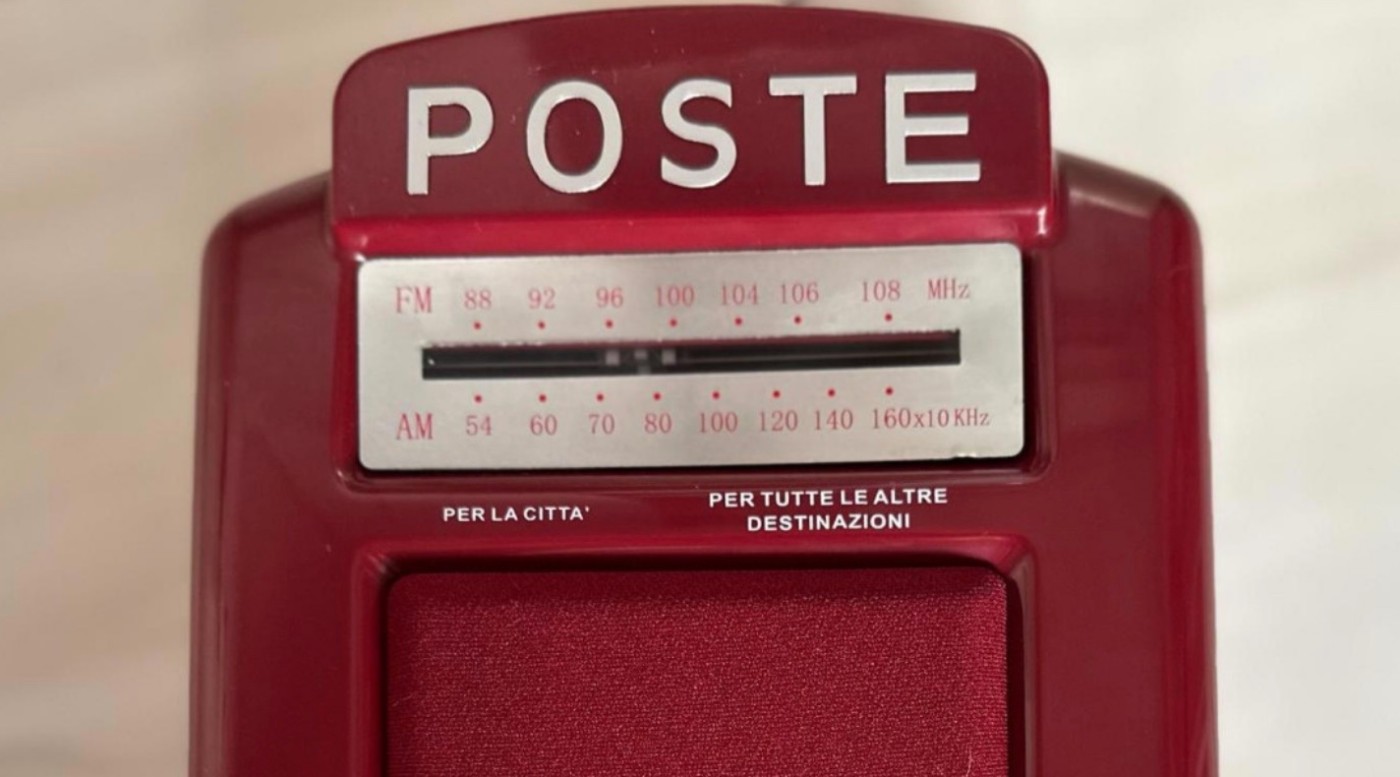 POSTE
FM 88 92 96 100 104 106 108 MHz
AM 54 60 70 80 100 120 140 160x10 KHz
PER LA CITTA'
PER TUTTE LE ALTRE
DESTINAZIONI